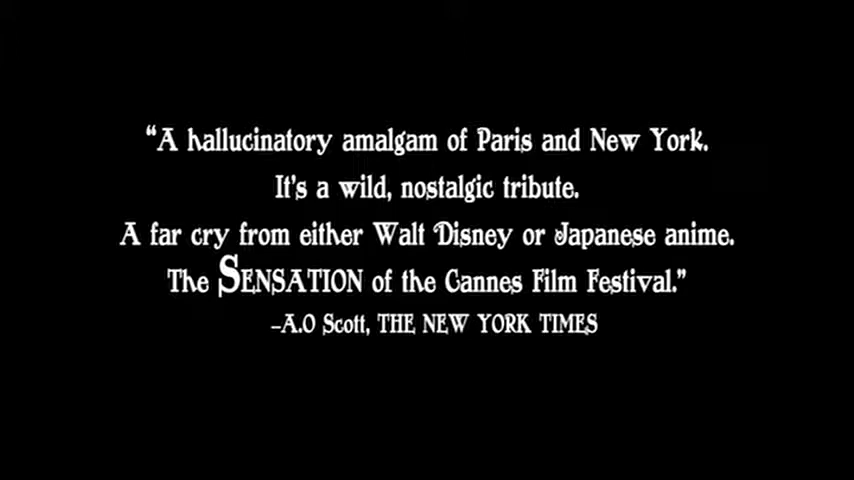 “A hallucinatory amalgam of Paris and New York.
It's a wild, nostalgic tribute.
A far cry from either Walt Disney or Japanese anime.
The SENSATION of the Cannes Film Festival.”
–A.O Scott, THE NEW YORK TIMES